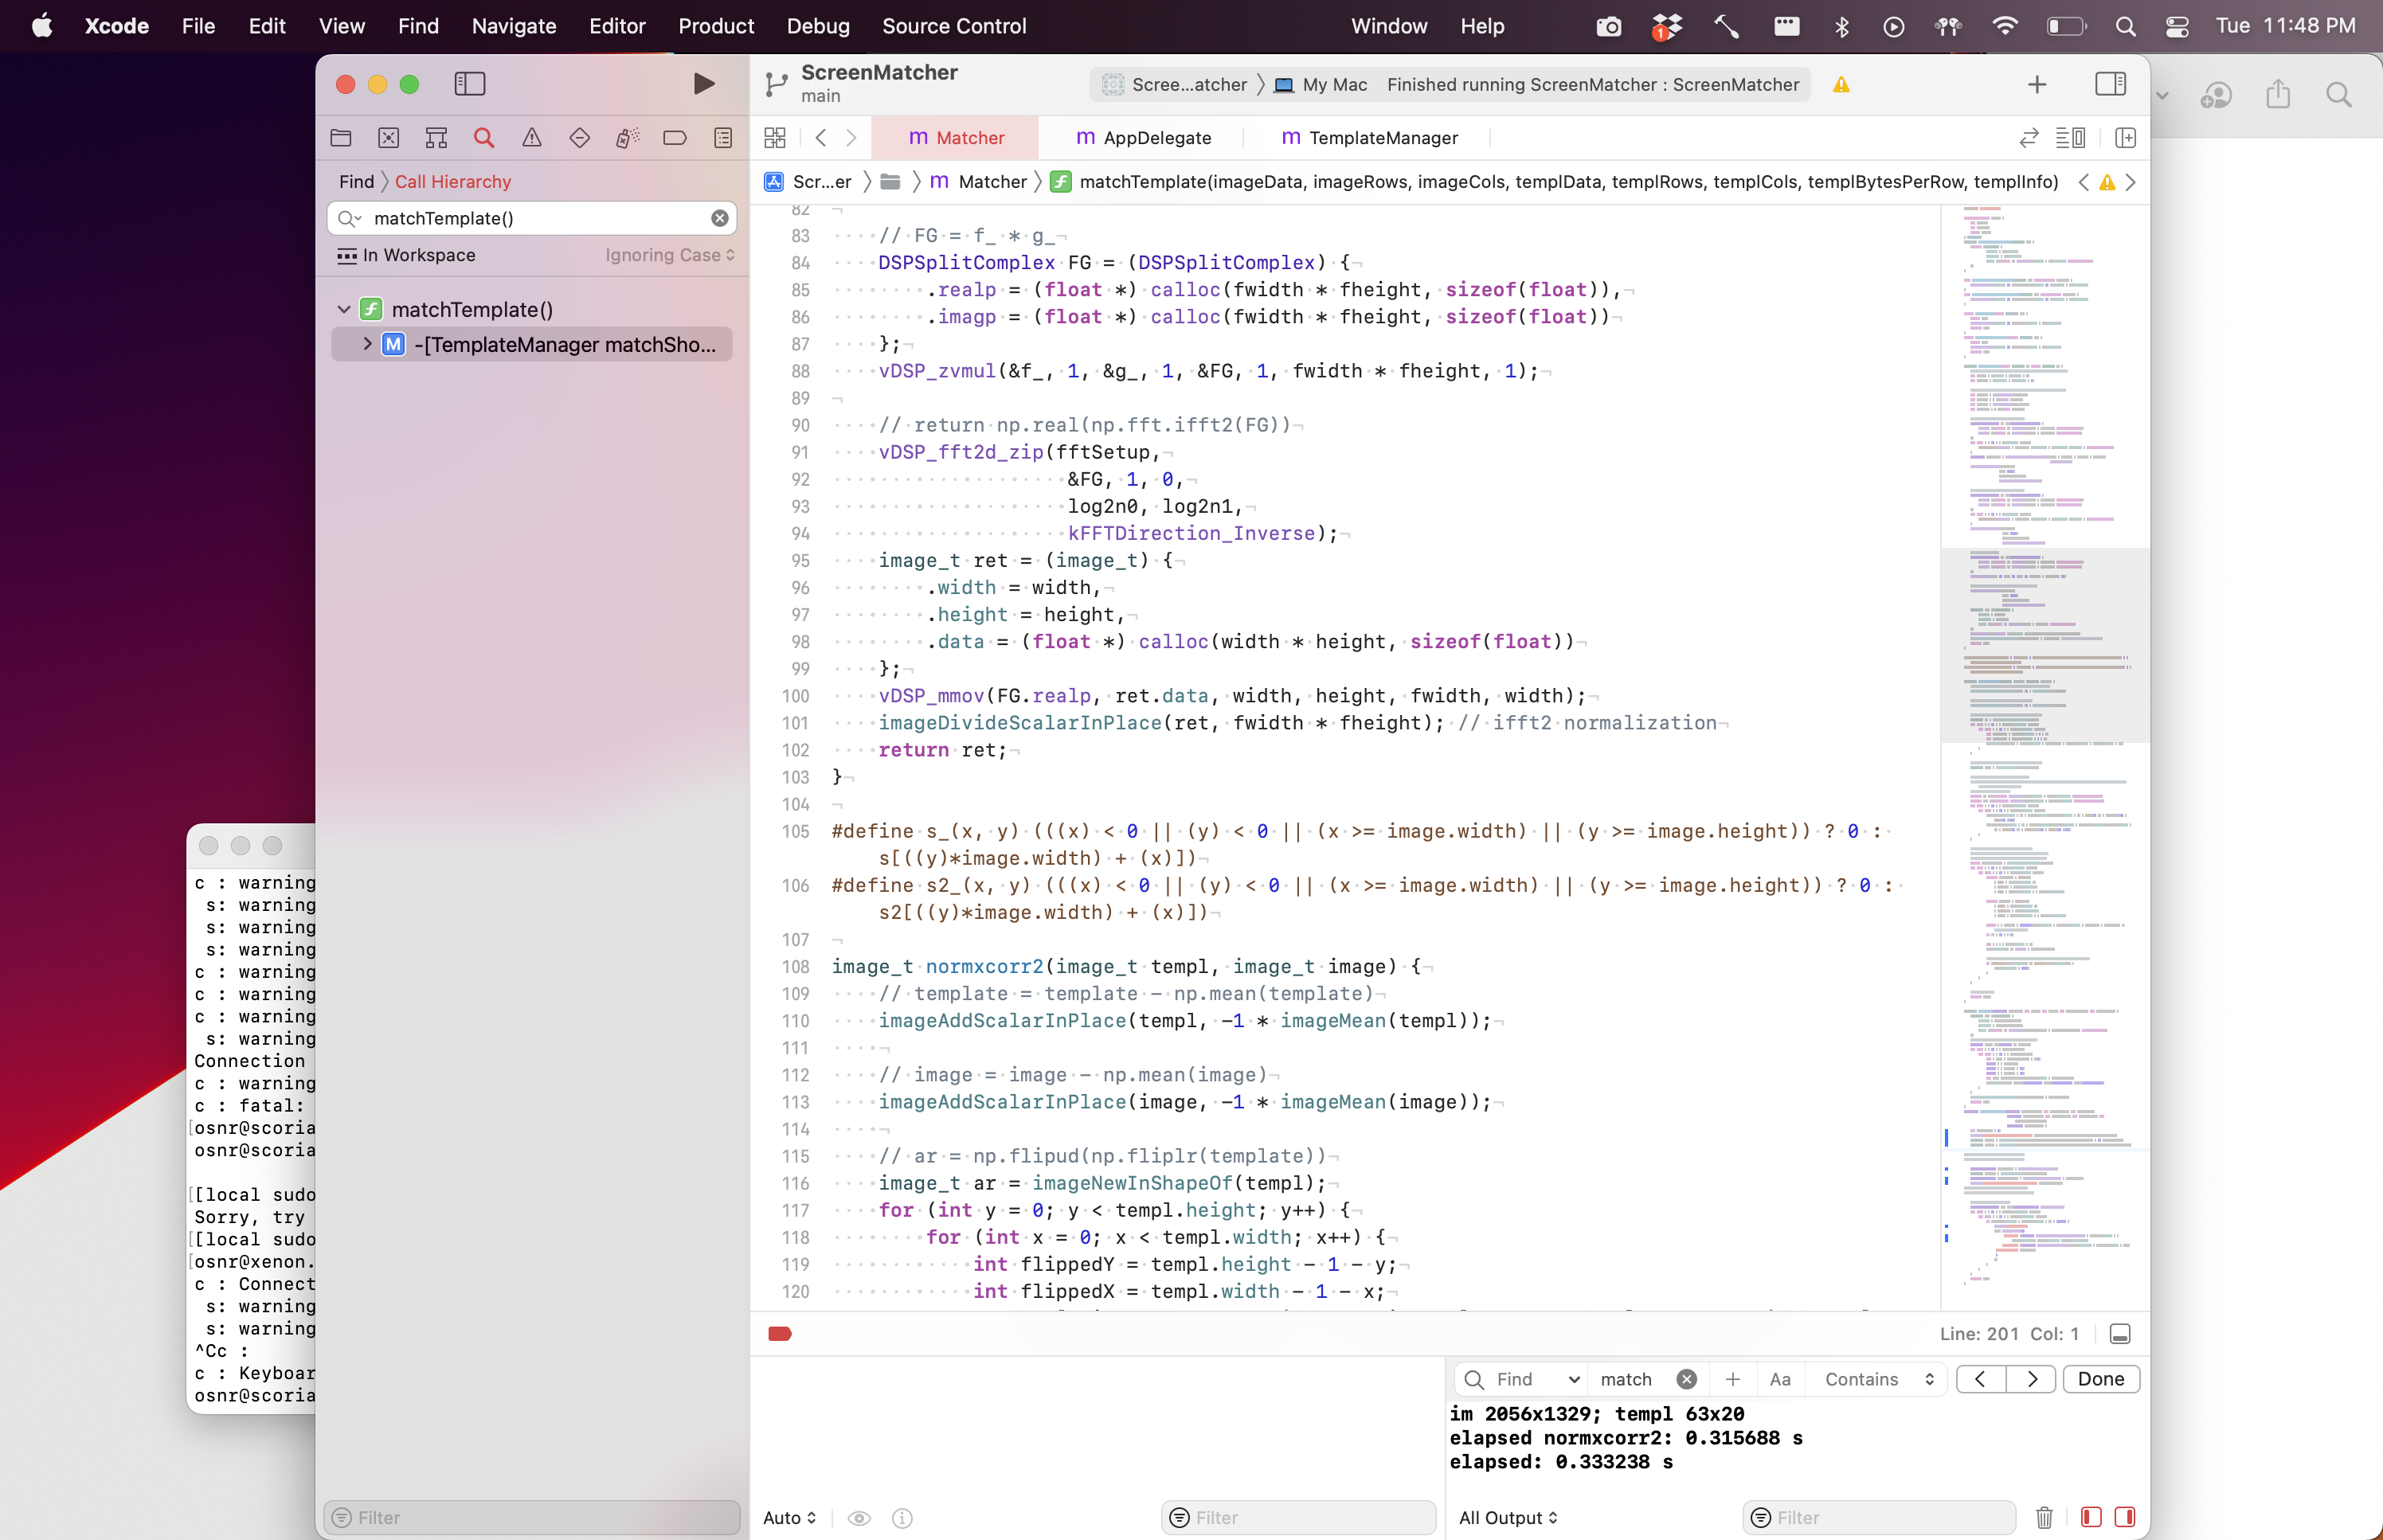 Xcode File Edit View Find Navigate Editor Product Debug Source Control Window Help 1 Tue 11:48 PM
ScreenMatcher
main
Scree...atcher My Mac Finished running ScreenMatcher : ScreenMatcher
m Matcher m AppDelegate m TemplateManager
Find Call Hierarchy
Scr...er m Matcher f matchTemplate(imageData, imageRows, imageCols, templData, templRows, templCols, templBytesPerRow, templInfo)
matchTemplate()
In Workspace Ignoring Case
f matchTemplate()
M -[TemplateManager matchSho...
Filter
82
83 // FG = f_ * g_
84 DSPSplitComplex FG = (DSPSplitComplex) {
85 .realp = (float *) calloc(fwidth * fheight, sizeof(float)),
86 .imagp = (float *) calloc(fwidth * fheight, sizeof(float))
87 };
88 vDSP_zvmul(&f_, 1, &g_, 1, &FG, 1, fwidth * fheight, 1);
89
90 // return np.real(np.fft.ifft2(FG))
91 vDSP_fft2d_zip(fftSetup,
92 &FG, 1, 0,
93 log2n0, log2n1,
94 kFFTDirection_Inverse);
95 image_t ret = (image_t) {
96 .width = width,
97 .height = height,
98 .data = (float *) calloc(width * height, sizeof(float))
99 };
100 vDSP_mmov(FG.realp, ret.data, width, height, fwidth, width);
101 imageDivideScalarInPlace(ret, fwidth * fheight); // ifft2 normalization
102 return ret;
103 }
104
105 #define s_(x, y) (((x) < 0 || (y) < 0 || (x >= image.width) || (y >= image.height)) ? 0 :
s[((y)*image.width) + (x)])
106 #define s2_(x, y) (((x) < 0 || (y) < 0 || (x >= image.width) || (y >= image.height)) ? 0 :
s2[((y)*image.width) + (x)])
107
108 image_t normxcorr2(image_t templ, image_t image) {
109 // template = template - np.mean(template)
110 imageAddScalarInPlace(templ, -1 * imageMean(templ));
111
112 // image = image - np.mean(image)
113 imageAddScalarInPlace(image, -1 * imageMean(image));
114
115 // ar = np.flipud(np.fliplr(template))
116 image_t ar = imageNewInShapeOf(templ);
117 for (int y = 0; y < templ.height; y++) {
118 for (int x = 0; x < templ.width; x++) {
119 int flippedY = templ.height - 1 - y;
120 int flippedX = templ.width - 1 - x;
Line: 201 Col: 1
Find match Aa Contains Done
im 2056x1329; templ 63x20
elapsed normxcorr2: 0.315688 s
elapsed: 0.333238 s
Auto Filter All Output Filter
c : warning
s: warning
s: warning
s: warning
c : warning
c : warning
c : warning
s: warning
Connection
c : warning
c : fatal:
[osnr@scoria
osnr@scoria
[[local sudo
Sorry, try
[[local sudo
[osnr@xenon.
c : Connect
s: warning
s: warning
^Cc :
c : Keyboar
osnr@scoria